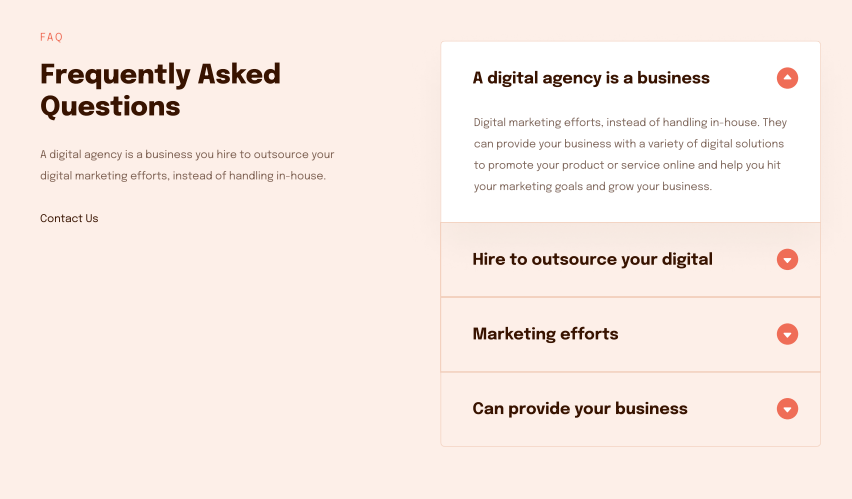 FAQ
Frequently Asked
Questions
A digital agency is a business you hire to outsource your
digital marketing efforts, instead of handling in-house.
Contact Us
A digital agency is a business
Digital marketing efforts, instead of handling in-house. They
can provide your business with a variety of digital solutions
to promote your product or service online and help you hit
your marketing goals and grow your business.
Hire to outsource your digital
Marketing efforts
Can provide your business